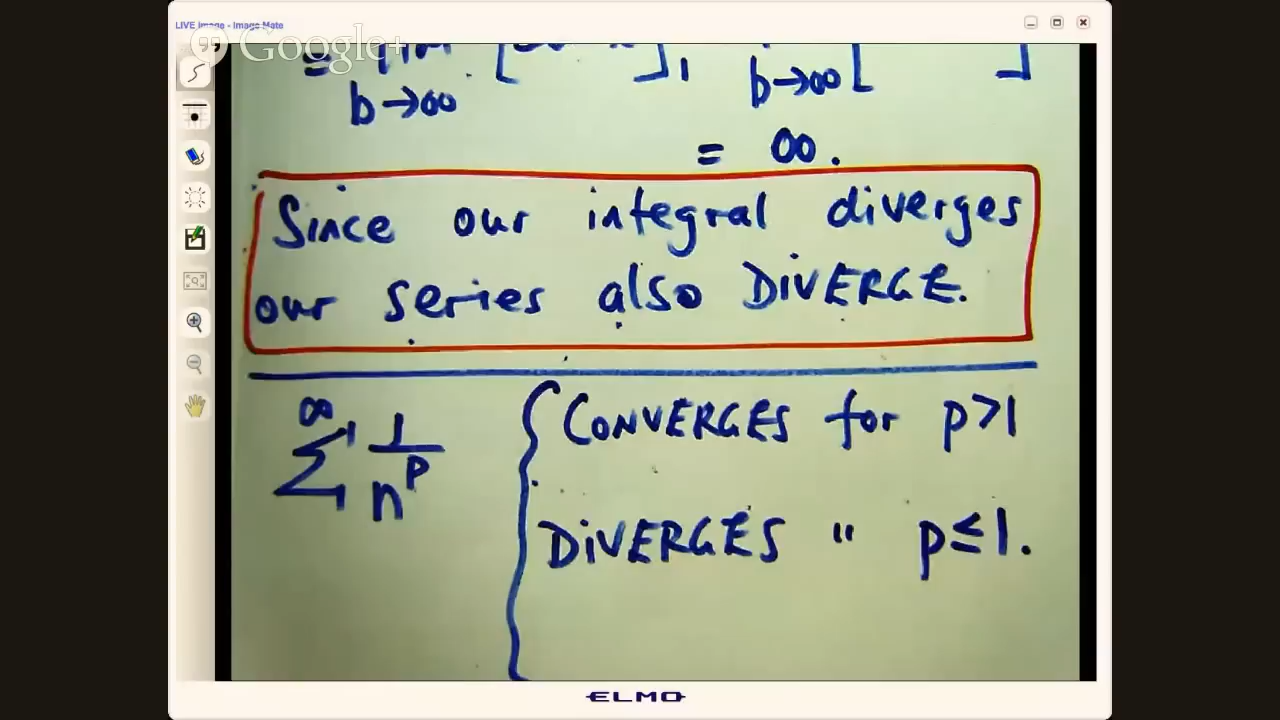 LIVE image - Image Mate
Google+
b→∞ b→∞
= ∞.
Since our integral diverges
our series also DIVERGE.
∞
∑ 1/n^p { CONVERGES for p>1
1
DIVERGES " p≤1.
ELMO